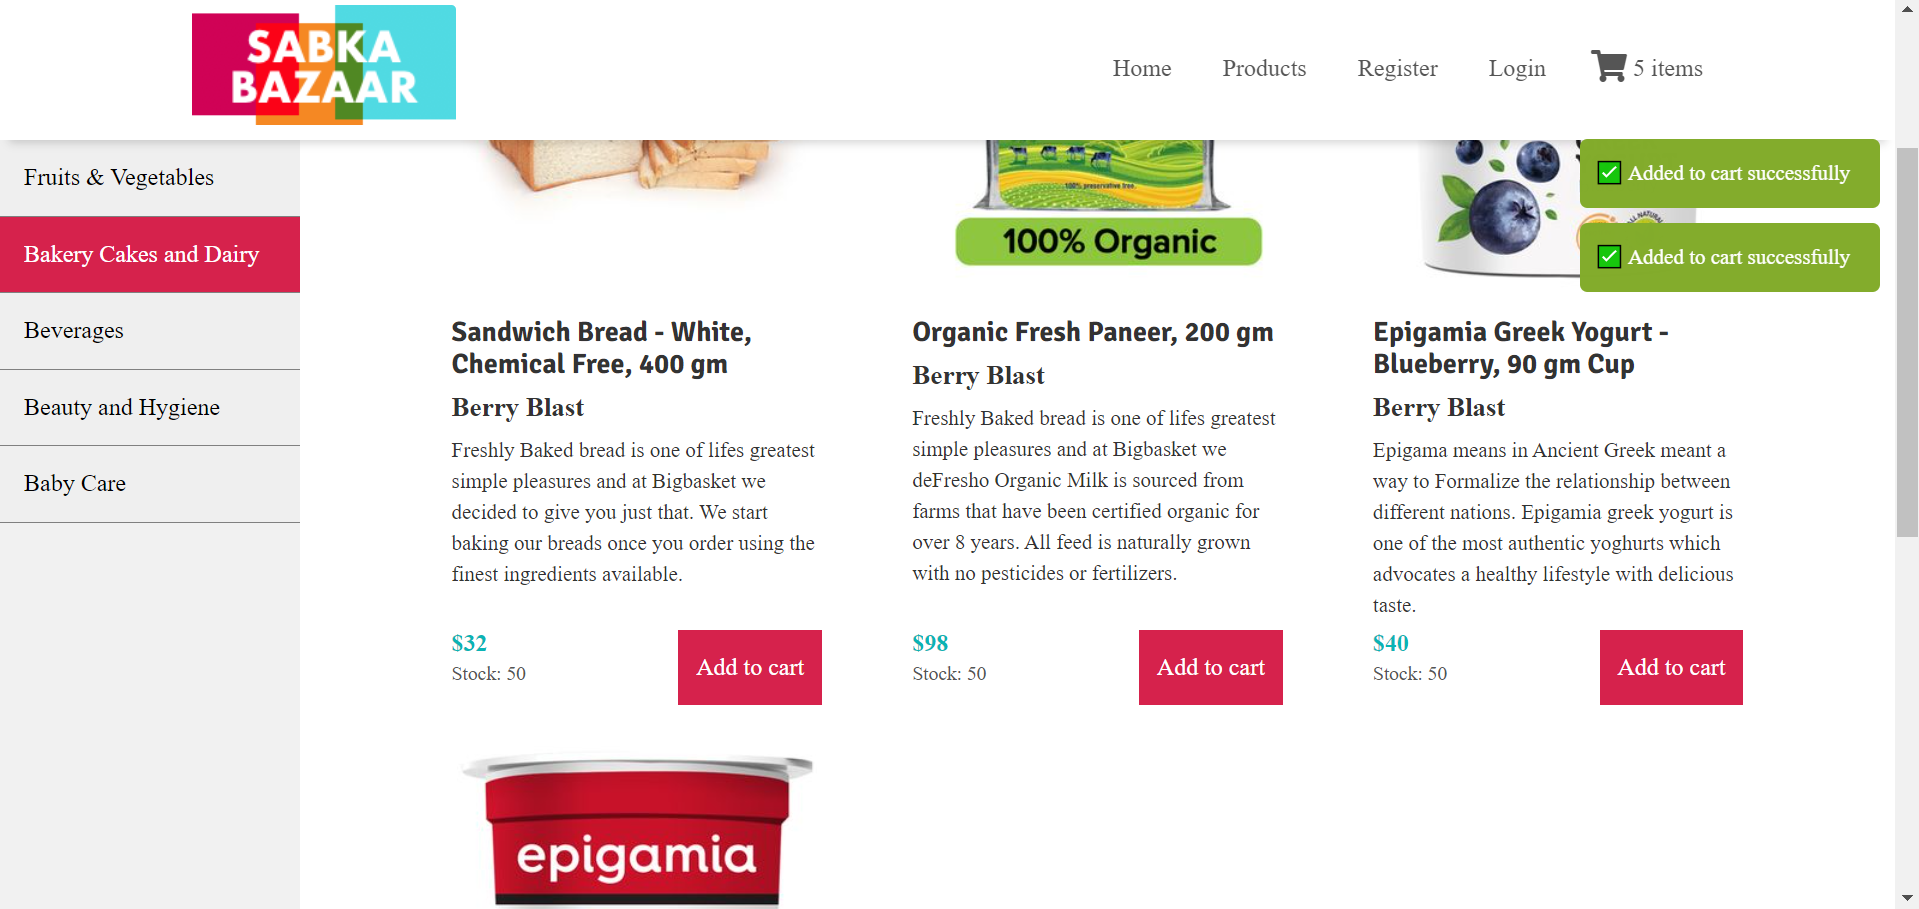 SABKA
BAZAAR
Home
Products
Register
Login
5 items
Fruits & Vegetables
Bakery Cakes and Dairy
Beverages
Beauty and Hygiene
Baby Care
100% preservative free.
100% Organic
ALL NATURAL
Added to cart successfully
Added to cart successfully
Sandwich Bread - White,
Chemical Free, 400 gm
Berry Blast
Freshly Baked bread is one of lifes greatest
simple pleasures and at Bigbasket we
decided to give you just that. We start
baking our breads once you order using the
finest ingredients available.
$32
Stock: 50
Add to cart
Organic Fresh Paneer, 200 gm
Berry Blast
Freshly Baked bread is one of lifes greatest
simple pleasures and at Bigbasket we
deFresho Organic Milk is sourced from
farms that have been certified organic for
over 8 years. All feed is naturally grown
with no pesticides or fertilizers.
$98
Stock: 50
Add to cart
Epigamia Greek Yogurt -
Blueberry, 90 gm Cup
Berry Blast
Epigama means in Ancient Greek meant a
way to Formalize the relationship between
different nations. Epigamia greek yogurt is
one of the most authentic yoghurts which
advocates a healthy lifestyle with delicious
taste.
$40
Stock: 50
Add to cart
epigamia